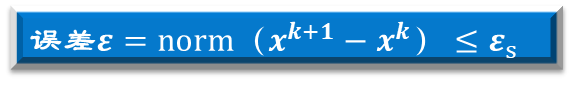 误差ε = norm（x^{k+1} − x^k） ≤ ε_s